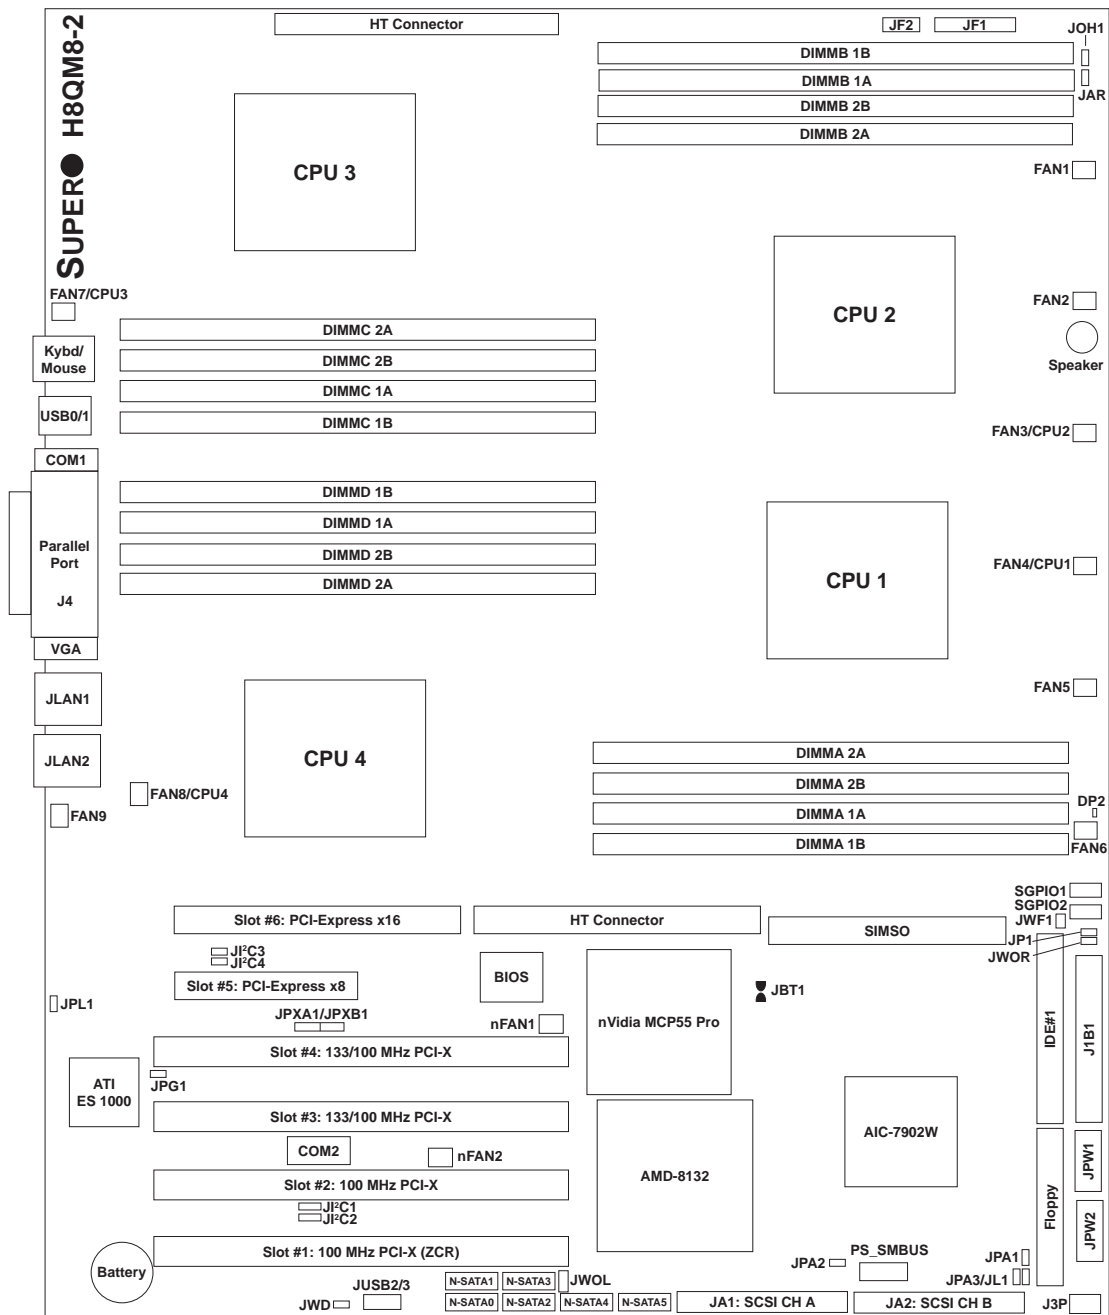 SUPER H8QM8-2
HT Connector
JF2
JF1
JOH1
DIMMB 1B
DIMMB 1A
JAR
DIMMB 2B
DIMMB 2A
FAN1
CPU 3
FAN7/CPU3
FAN2
CPU 2
DIMMC 2A
Kybd/
Mouse
DIMMC 2B
Speaker
DIMMC 1A
USB0/1
DIMMC 1B
FAN3/CPU2
COM1
DIMMD 1B
DIMMD 1A
Parallel
Port
DIMMD 2B
FAN4/CPU1
CPU 1
DIMMD 2A
J4
VGA
JLAN1
FAN5
JLAN2
CPU 4
DIMMA 2A
DIMMA 2B
FAN8/CPU4
DP2
FAN9
DIMMA 1A
DIMMA 1B
FAN6
SGPIO1
SGPIO2
Slot #6: PCI-Express x16
HT Connector
SIMSO
JWF1
JP1
JWOR
JI²C3
JI²C4
BIOS
Slot #5: PCI-Express x8
JBT1
JPL1
JPXA1/JPXB1
nFAN1
nVidia MCP55 Pro
IDE#1
J1B1
Slot #4: 133/100 MHz PCI-X
ATI
ES 1000
JPG1
Slot #3: 133/100 MHz PCI-X
AIC-7902W
COM2
nFAN2
JPW1
AMD-8132
Slot #2: 100 MHz PCI-X
Floppy
JI²C1
JI²C2
JPW2
Slot #1: 100 MHz PCI-X (ZCR)
PS_SMBUS
JPA2
JPA1
Battery
JUSB2/3
N-SATA1
N-SATA3
JWOL
JPA3/JL1
JWD
N-SATA0
N-SATA2
N-SATA4
N-SATA5
JA1: SCSI CH A
JA2: SCSI CH B
J3P